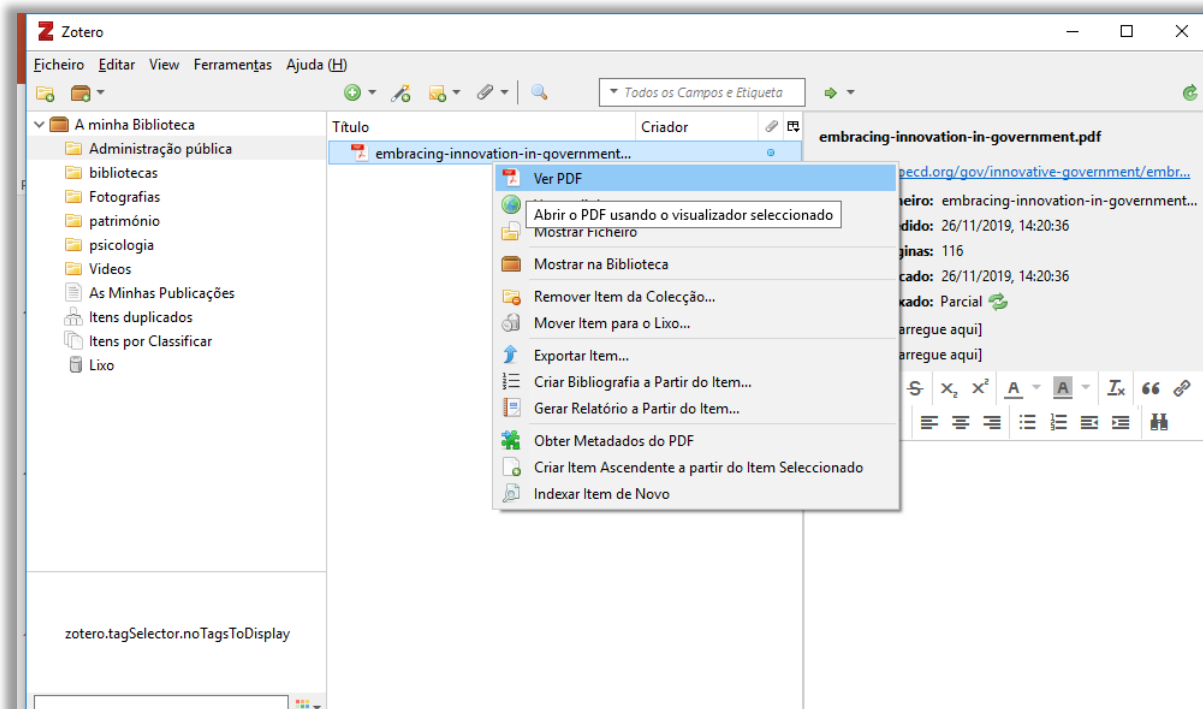 Zotero
Ficheiro Editar View Ferramentas Ajuda (H)
Todos os Campos e Etiqueta
A minha Biblioteca
Administração pública
bibliotecas
Fotografias
património
psicologia
Videos
As Minhas Publicações
Itens duplicados
Itens por Classificar
Lixo
zotero.tagSelector.noTagsToDisplay
Título Criador
embracing-innovation-in-government...
Ver PDF
Abrir o PDF usando o visualizador seleccionado
Mostrar Ficheiro
Mostrar na Biblioteca
Remover Item da Colecção...
Mover Item para o Lixo...
Exportar Item...
Criar Bibliografia a Partir do Item...
Gerar Relatório a Partir do Item...
Obter Metadados do PDF
Criar Item Ascendente a partir do Item Seleccionado
Indexar Item de Novo
embracing-innovation-in-government.pdf
ecd.org/gov/innovative-government/embr...
eiro: embracing-innovation-in-government...
dido: 26/11/2019, 14:20:36
ginas: 116
cado: 26/11/2019, 14:20:36
xado: Parcial
arregue aqui]
arregue aqui]